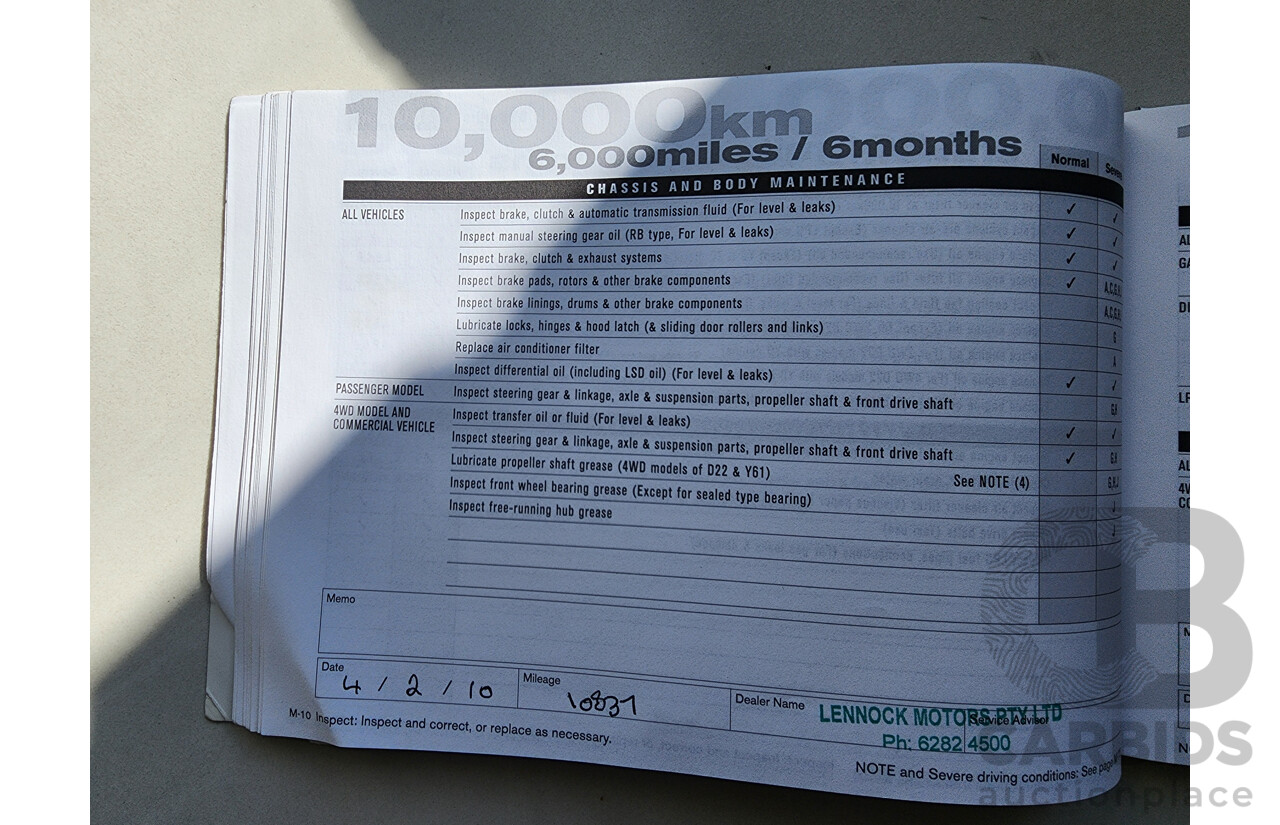 10,000km
6,000miles / 6months
Normal
CHASSIS AND BODY MAINTENANCE
ALL VEHICLES
Inspect brake, clutch & automatic transmission fluid (For level & leaks) ✓ ✓
Inspect manual steering gear oil (RB type, For level & leaks) ✓ ✓
Inspect brake, clutch & exhaust systems ✓ ✓
Inspect brake pads, rotors & other brake components ✓ A,C,G,H
Inspect brake linings, drums & other brake components A,C,G,H
Lubricate locks, hinges & hood latch (& sliding door rollers and links) G
Replace air conditioner filter A
Inspect differential oil (including LSD oil) (For level & leaks) ✓ ✓
PASSENGER MODEL Inspect steering gear & linkage, axle & suspension parts, propeller shaft & front drive shaft G,H
4WD MODEL AND
COMMERCIAL VEHICLE
Inspect transfer oil or fluid (For level & leaks) ✓ ✓
Inspect steering gear & linkage, axle & suspension parts, propeller shaft & front drive shaft ✓ G,H
Lubricate propeller shaft grease (4WD models of D22 & Y61) See NOTE (4)
Inspect front wheel bearing grease (Except for sealed type bearing) J
Inspect free-running hub grease J
Memo
Date 4 / 2 / 10
Mileage 10837
Dealer Name
LENNOCK MOTORS PTY LTD
Service Advisor
Ph: 6282 4500
M-10 Inspect: Inspect and correct, or replace as necessary.
NOTE and Severe driving conditions: See page
CARBIDS
auctionplace